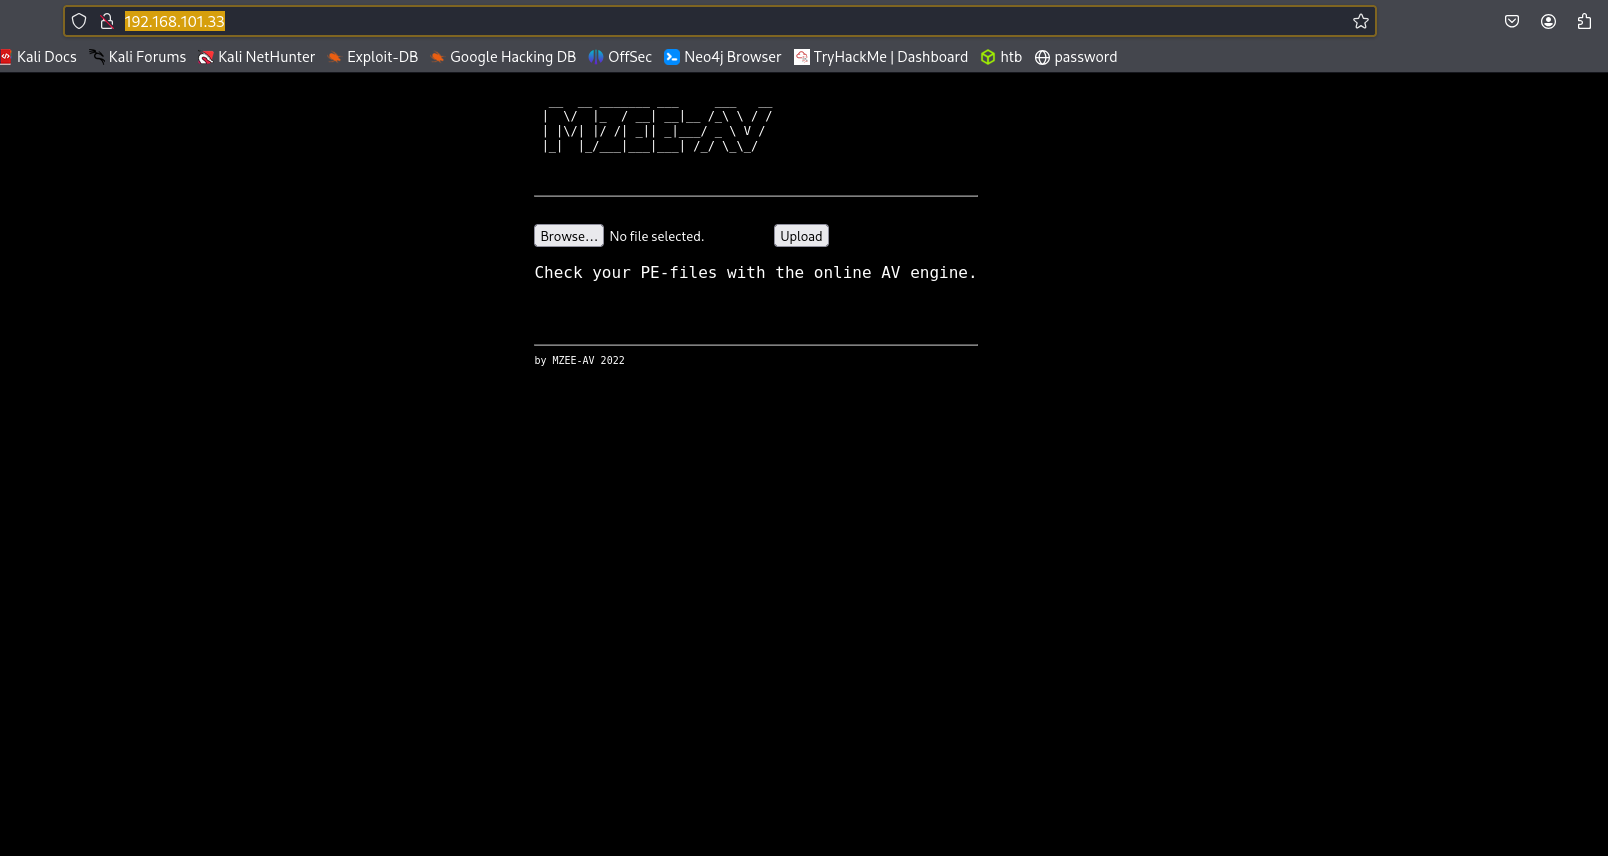 192.168.101.33
Kali Docs Kali Forums Kali NetHunter Exploit-DB Google Hacking DB OffSec Neo4j Browser TryHackMe | Dashboard htb password
MZEE-AV
Browse... No file selected. Upload
Check your PE-files with the online AV engine.
by MZEE-AV 2022